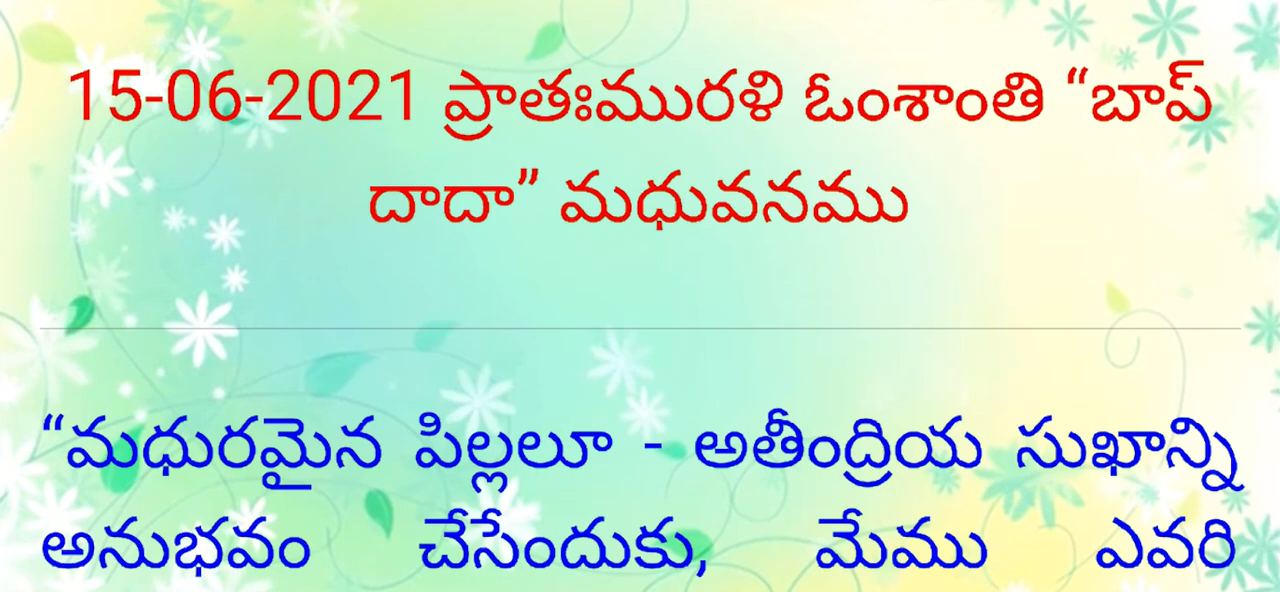 15-06-2021 ప్రాతఃమురళి ఓంశాంతి “బాప్
దాదా” మధువనము
“మధురమైన పిల్లలూ - అతీంద్రియ సుఖాన్ని
అనుభవం చేసేందుకు, మేము ఎవరి